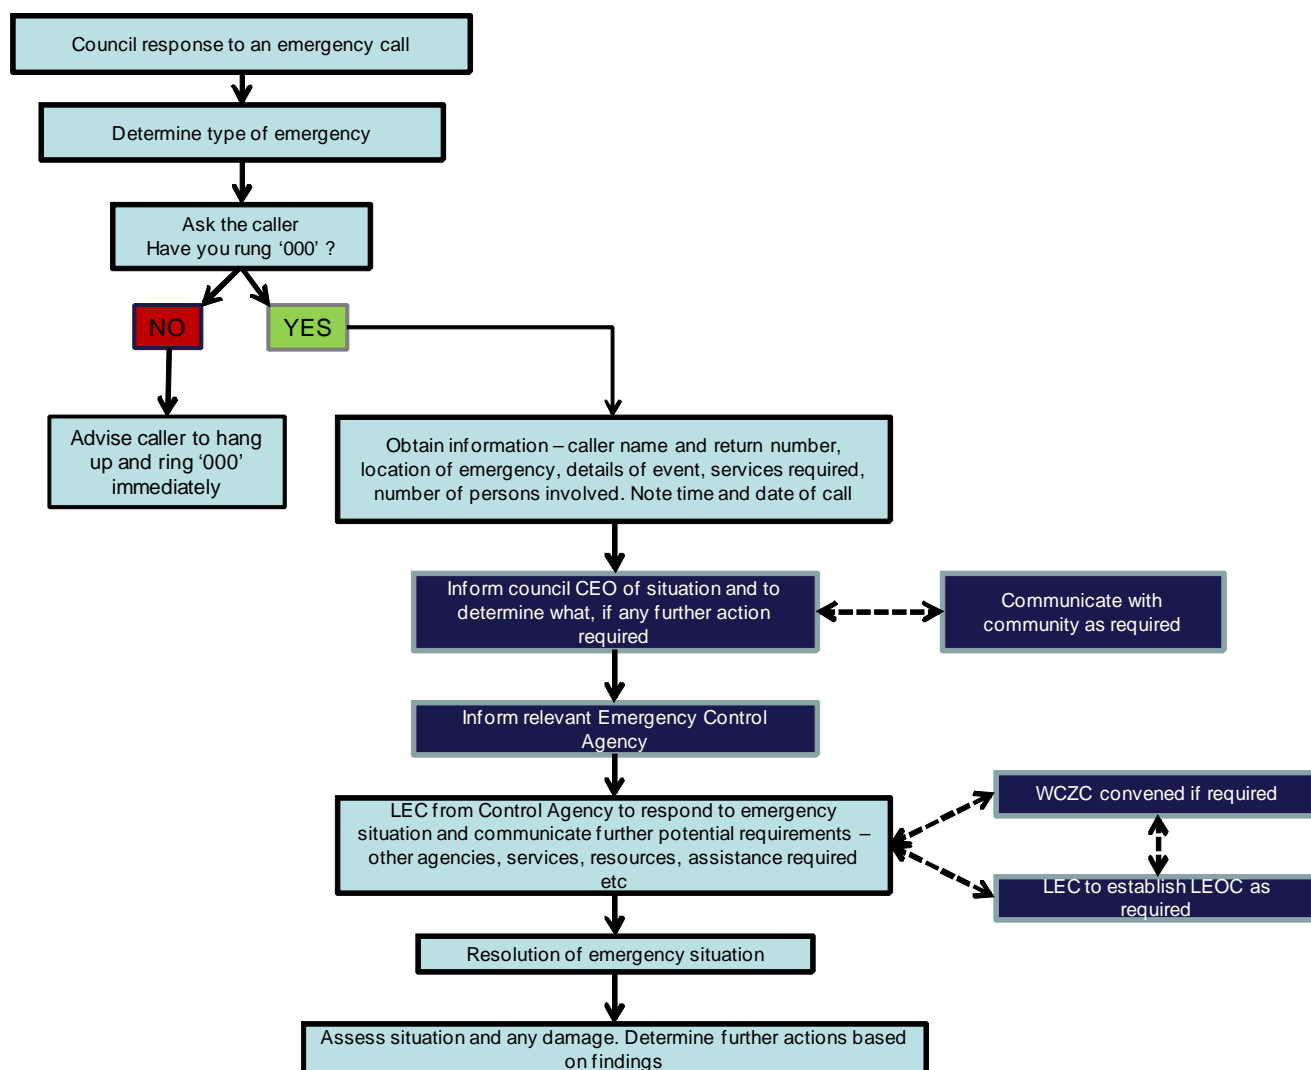 Council response to an emergency call
Determine type of emergency
Ask the caller
Have you rung ‘000’ ?
NO
YES
Advise caller to hang
up and ring ‘000’
immediately
Obtain information – caller name and return number,
location of emergency, details of event, services required,
number of persons involved. Note time and date of call
Inform council CEO of situation and to
determine what, if any further action
required
Communicate with
community as required
Inform relevant Emergency Control
Agency
LEC from Control Agency to respond to emergency
situation and communicate further potential requirements –
other agencies, services, resources, assistance required
etc
WCZC convened if required
LEC to establish LEOC as
required
Resolution of emergency situation
Assess situation and any damage. Determine further actions based
on findings